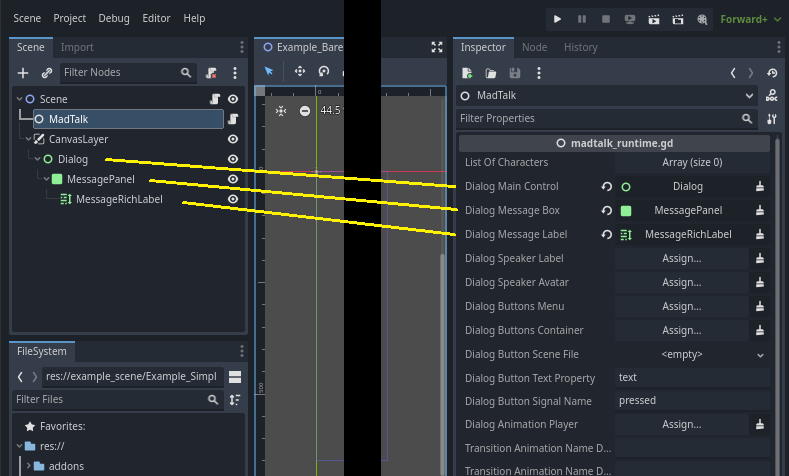 Scene Project Debug Editor Help
Forward+
Scene Import
Filter Nodes
Scene
MadTalk
CanvasLayer
Dialog
MessagePanel
MessageRichLabel
FileSystem
res://example_scene/Example_Simpl
Filter Files
Favorites:
res://
addons
Example_Bare
0
44.5
500
Inspector Node History
MadTalk
Filter Properties
madtalk_runtime.gd
List Of Characters Array (size 0)
Dialog Main Control Dialog
Dialog Message Box MessagePanel
Dialog Message Label MessageRichLabel
Dialog Speaker Label Assign...
Dialog Speaker Avatar Assign...
Dialog Buttons Menu Assign...
Dialog Buttons Container Assign...
Dialog Button Scene File <empty>
Dialog Button Text Property text
Dialog Button Signal Name pressed
Dialog Animation Player Assign...
Transition Animation Name D...
Transition Animation Name D...